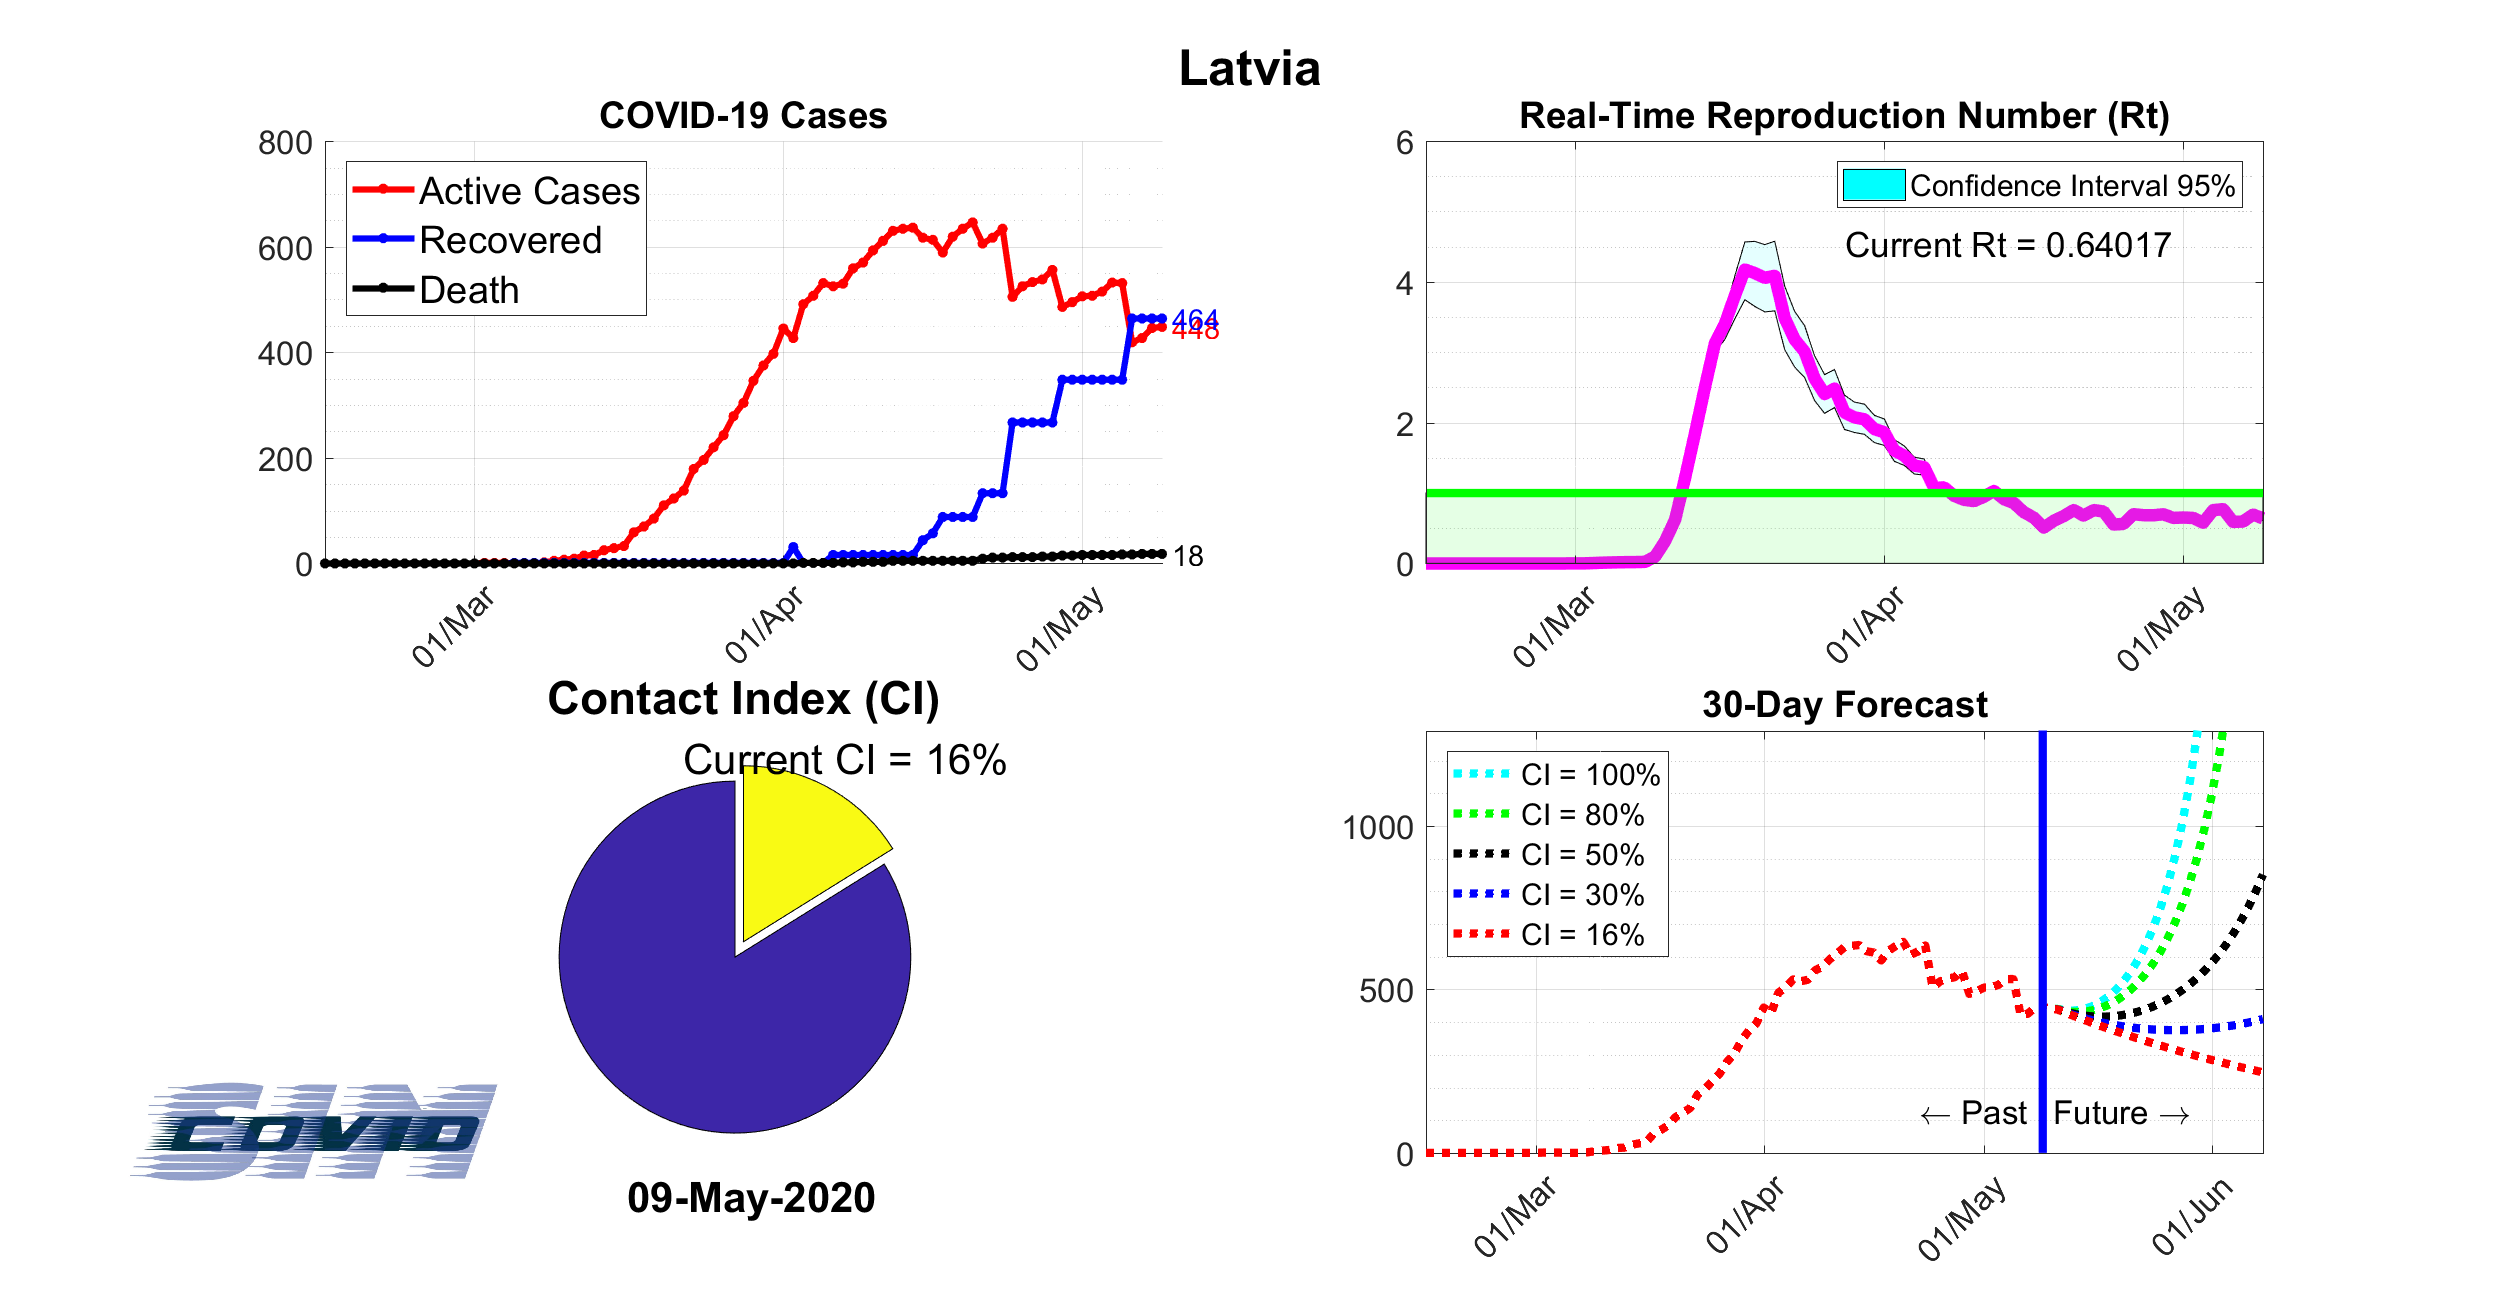 Latvia
COVID-19 Cases
800
600
400
200
0
Active Cases
Recovered
Death
464
448
18
01/Mar
01/Apr
01/May
Real-Time Reproduction Number (Rt)
6
4
2
0
Confidence Interval 95%
Current Rt = 0.64017
01/Mar
01/Apr
01/May
Contact Index (CI)
Current CI = 16%
SIM
COVID
09-May-2020
30-Day Forecast
1000
500
0
CI = 100%
CI = 80%
CI = 50%
CI = 30%
CI = 16%
← Past
Future →
01/Mar
01/Apr
01/May
01/Jun